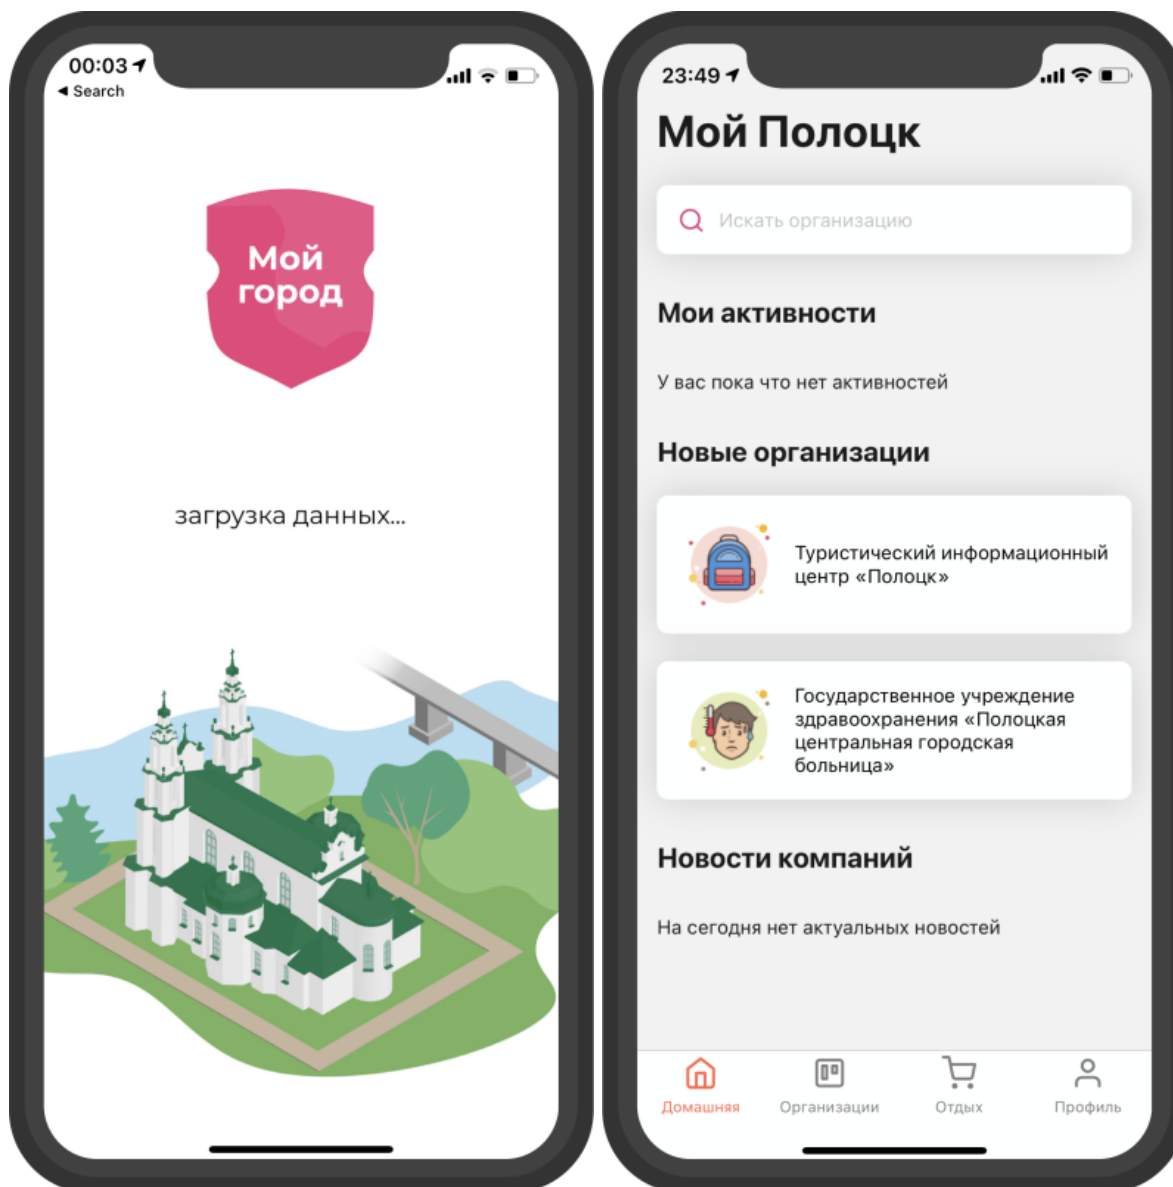 00:03
Search
Мой
город
загрузка данных...
23:49
Мой Полоцк
Искать организацию
Мои активности
У вас пока что нет активностей
Новые организации
Туристический информационный
центр «Полоцк»
Государственное учреждение
здравоохранения «Полоцкая
центральная городская
больница»
Новости компаний
На сегодня нет актуальных новостей
Домашняя
Организации
Отдых
Профиль